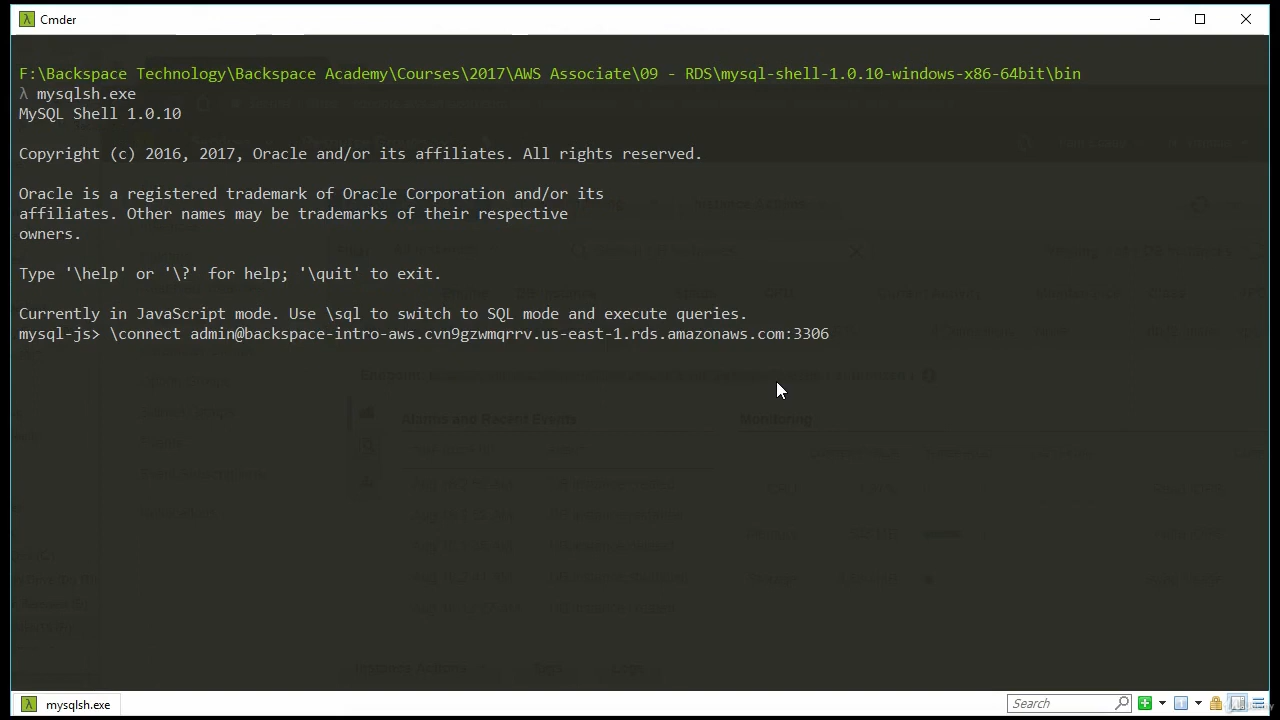 Cmder
F:\Backspace Technology\Backspace Academy\Courses\2017\AWS Associate\09 - RDS\mysql-shell-1.0.10-windows-x86-64bit\bin
λ mysqlsh.exe
MySQL Shell 1.0.10
Copyright (c) 2016, 2017, Oracle and/or its affiliates. All rights reserved.
Oracle is a registered trademark of Oracle Corporation and/or its
affiliates. Other names may be trademarks of their respective
owners.
Type '\help' or '\?' for help; '\quit' to exit.
Currently in JavaScript mode. Use \sql to switch to SQL mode and execute queries.
mysql-js> \connect admin@backspace-intro-aws.cvn9gzwmqrrv.us-east-1.rds.amazonaws.com:3306
Alarms and Recent Events
Monitoring
mysqlsh.exe
Search